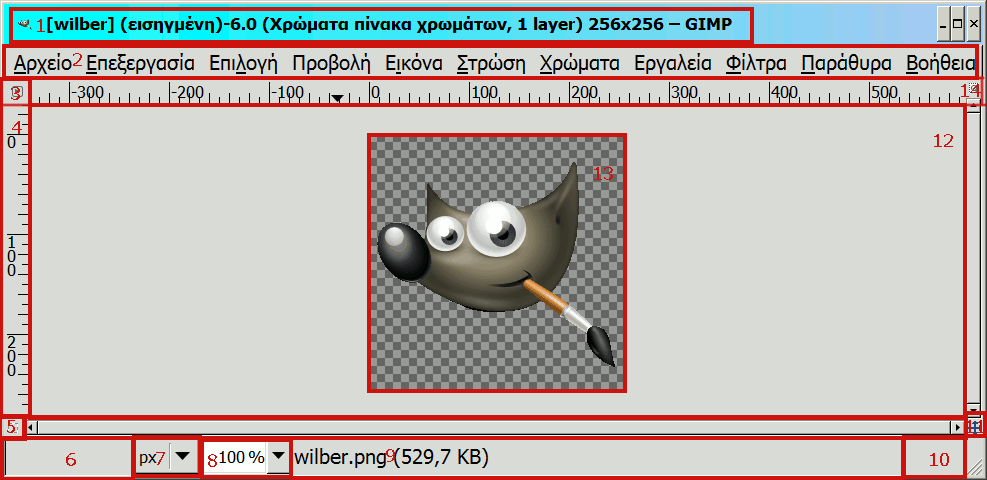 1 [wilber] (εισηγμένη)-6.0 (Χρώματα πίνακα χρωμάτων, 1 layer) 256x256 – GIMP
Αρχείο 2 Επεξεργασία Επιλογή Προβολή Εικόνα Στρώση Χρώματα Εργαλεία Φίλτρα Παράθυρα Βοήθεια
3 -300 -200 -100 0 100 200 300 400 500 14
4
0
12
13
100
200
5 11
6 px 7 8 100 % wilber.png 9 (529,7 KB) 10